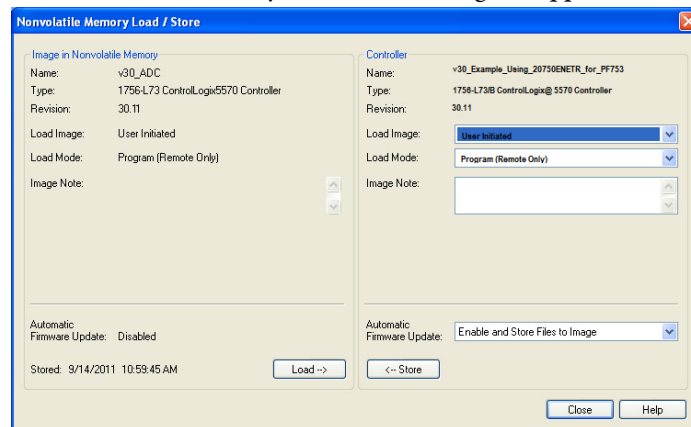 Nonvolatile Memory Load / Store
Image in Nonvolatile Memory
Name: v30_ADC
Type: 1756-L73 ControlLogix5570 Controller
Revision: 30.11
Load Image: User Initiated
Load Mode: Program (Remote Only)
Image Note:
Automatic
Firmware Update: Disabled
Stored: 9/14/2011 10:59:45 AM
Load -->
Controller
Name: v30_Example_Using_20750ENETR_for_PF753
Type: 1756-L73/B ControlLogix@ 5570 Controller
Revision: 30.11
Load Image: User Initiated
Load Mode: Program (Remote Only)
Image Note:
Automatic
Firmware Update: Enable and Store Files to Image
<-- Store
Close
Help